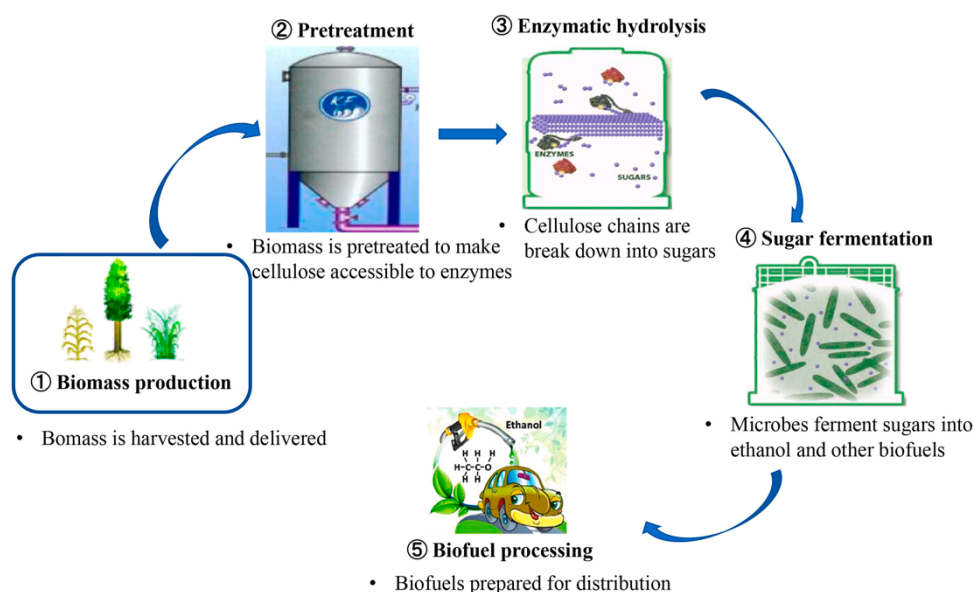 ① Biomass production
• Bomass is harvested and delivered
② Pretreatment
KF
• Biomass is pretreated to make
cellulose accessible to enzymes
③ Enzymatic hydrolysis
ENZYMES
SUGARS
• Cellulose chains are
break down into sugars
④ Sugar fermentation
• Microbes ferment sugars into
ethanol and other biofuels
Ethanol
H H H
H-C-C-O
H H
⑤ Biofuel processing
• Biofuels prepared for distribution